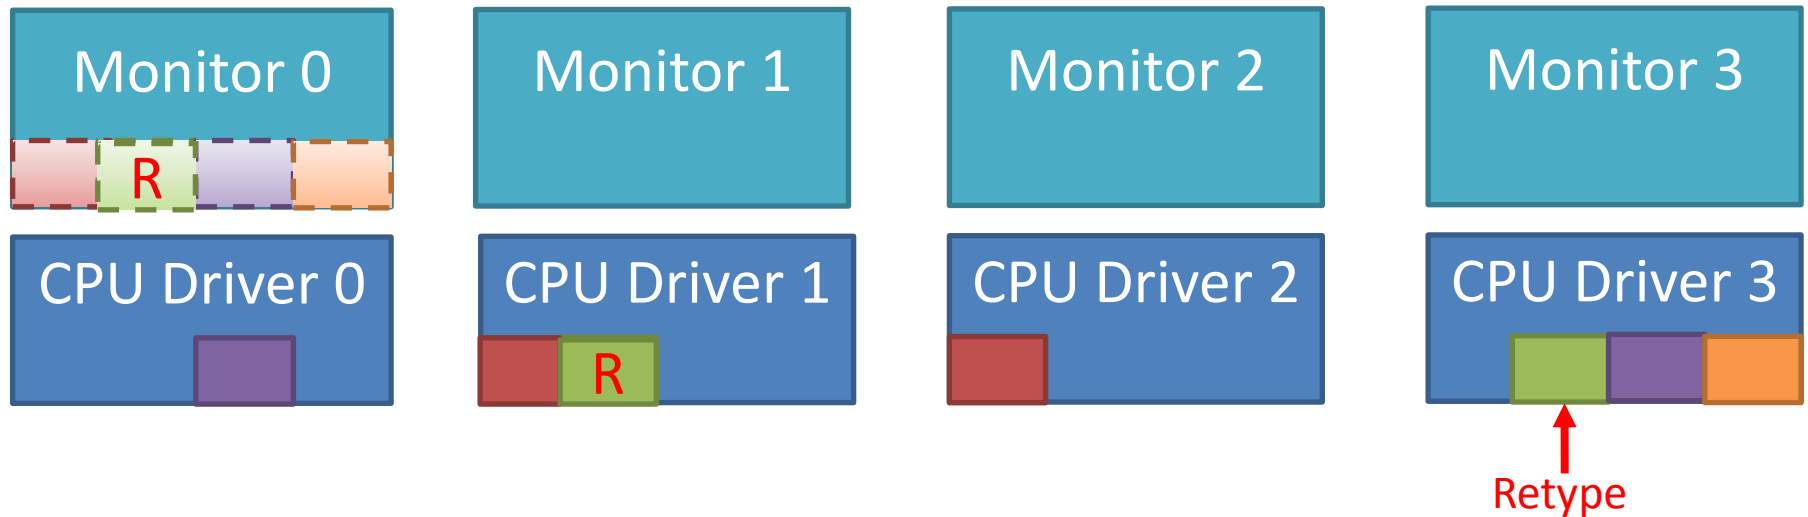 Monitor 0
Monitor 1
Monitor 2
Monitor 3
R
CPU Driver 0
CPU Driver 1
CPU Driver 2
CPU Driver 3
R
Retype